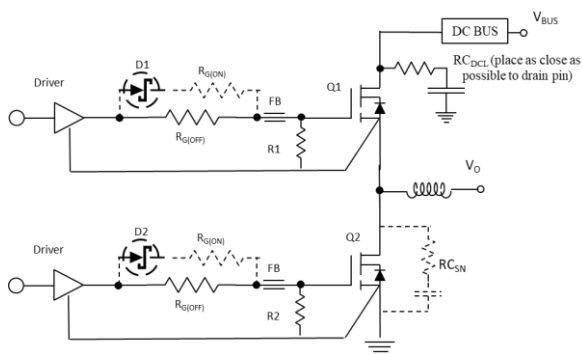 V_BUS
DC BUS
RC_DCL (place as close as
possible to drain pin)
Driver
D1
R_G(ON)
FB
Q1
R_G(OFF)
R1
V_O
Driver
D2
R_G(ON)
FB
Q2
R_G(OFF)
R2
RC_SN